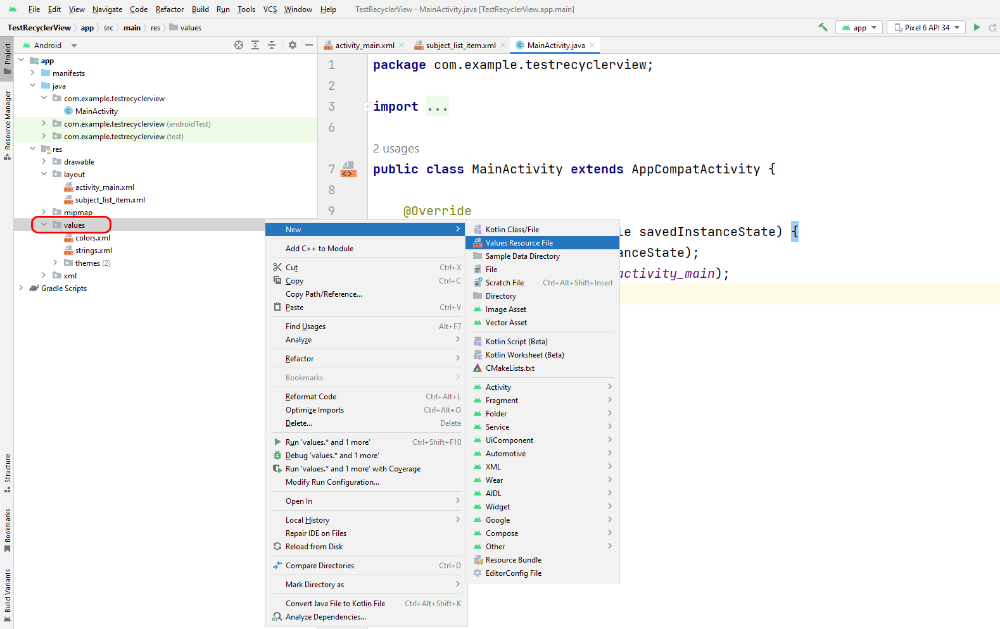 File Edit View Navigate Code Refactor Build Run Tools VCS Window Help TestRecyclerView - MainActivity.java [TestRecyclerView.app.main]
TestRecyclerView app src main res values app Pixel 6 API 34
Project
Resource Manager
Structure
Bookmarks
Build Variants
Android
app
manifests
java
com.example.testrecyclerview
MainActivity
com.example.testrecyclerview (androidTest)
com.example.testrecyclerview (test)
res
drawable
layout
activity_main.xml
subject_list_item.xml
mipmap
values
colors.xml
strings.xml
themes (2)
xml
Gradle Scripts
activity_main.xml subject_list_item.xml MainActivity.java
1 package com.example.testrecyclerview;
2
3 import ...
6
2 usages
7 public class MainActivity extends AppCompatActivity {
8
9 @Override
le savedInstanceState) {
anceState);
activity_main);
New
Add C++ to Module
Cut Ctrl+X
Copy Ctrl+C
Copy Path/Reference...
Paste Ctrl+V
Find Usages Alt+F7
Analyze
Refactor
Bookmarks
Reformat Code Ctrl+Alt+L
Optimize Imports Ctrl+Alt+O
Delete... Delete
Run 'values.* and 1 more' Ctrl+Shift+F10
Debug 'values.* and 1 more'
Run 'values.* and 1 more' with Coverage
Modify Run Configuration...
Open In
Local History
Repair IDE on Files
Reload from Disk
Compare Directories Ctrl+D
Mark Directory as
Convert Java File to Kotlin File Ctrl+Alt+Shift+K
Analyze Dependencies...
Kotlin Class/File
Values Resource File
Sample Data Directory
File
Scratch File Ctrl+Alt+Shift+Insert
Directory
Image Asset
Vector Asset
Kotlin Script (Beta)
Kotlin Worksheet (Beta)
CMakeLists.txt
Activity
Fragment
Folder
Service
UiComponent
Automotive
XML
Wear
AIDL
Widget
Google
Compose
Other
Resource Bundle
EditorConfig File